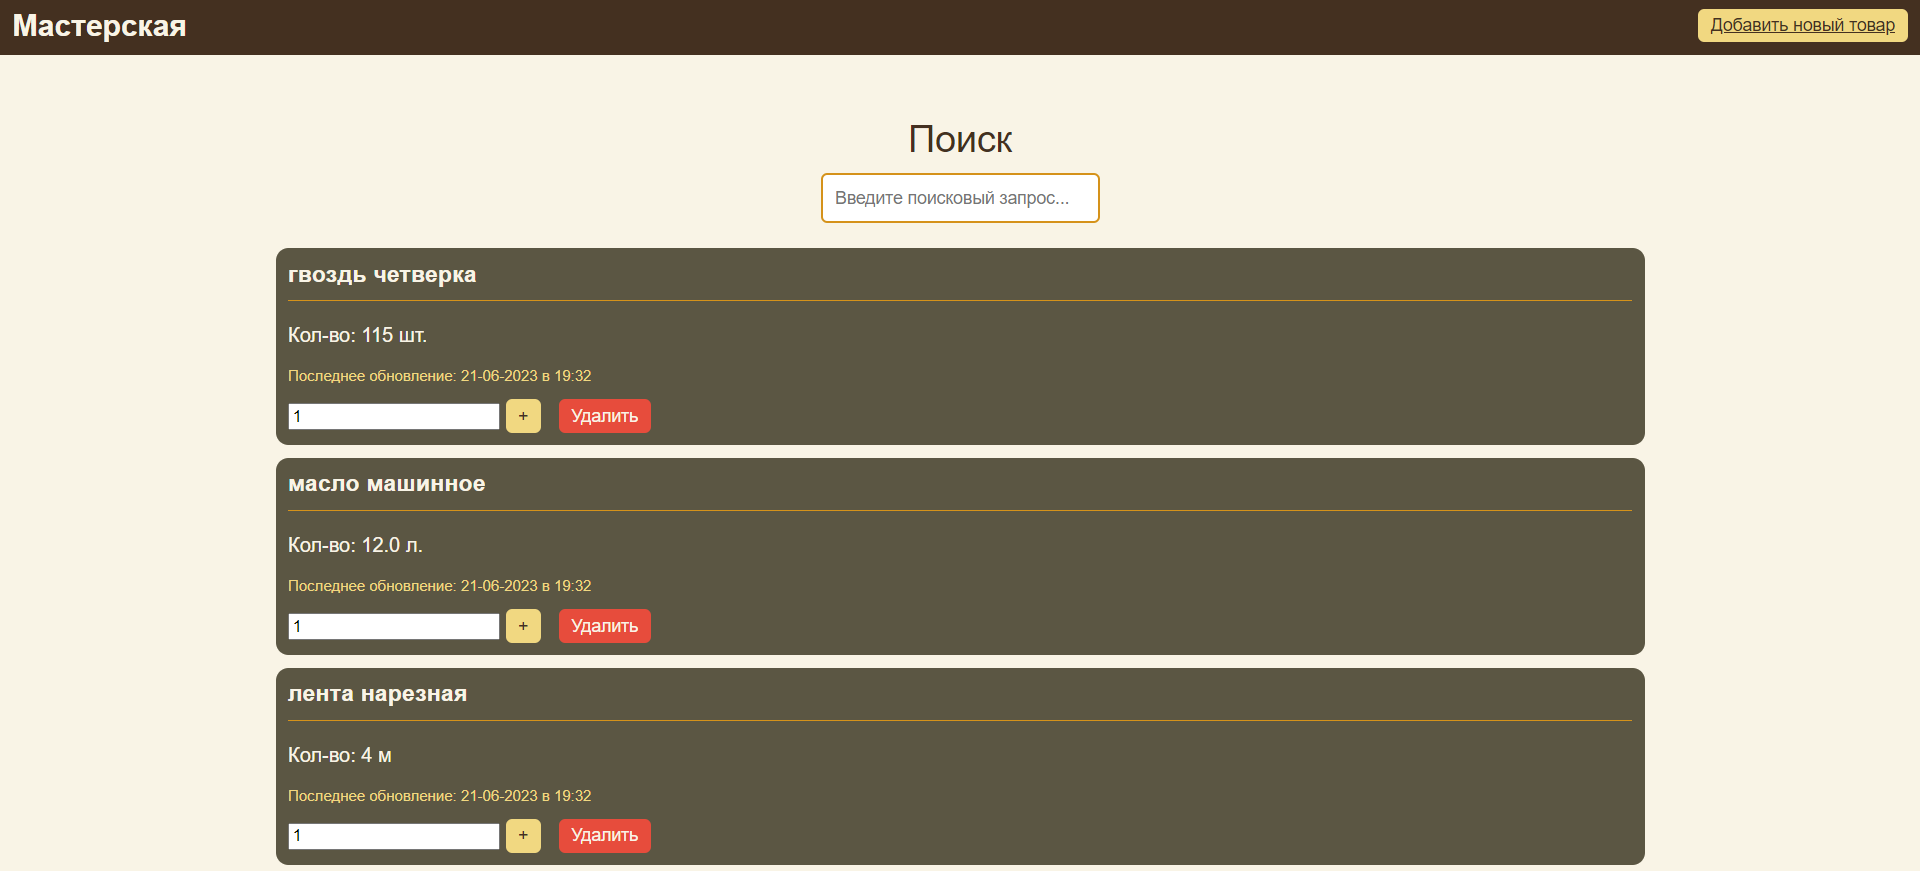 Мастерская
Добавить новый товар
Поиск
Введите поисковый запрос...
гвоздь четверка
Кол-во: 115 шт.
Последнее обновление: 21-06-2023 в 19:32
1 + Удалить
масло машинное
Кол-во: 12.0 л.
Последнее обновление: 21-06-2023 в 19:32
1 + Удалить
лента нарезная
Кол-во: 4 м
Последнее обновление: 21-06-2023 в 19:32
1 + Удалить